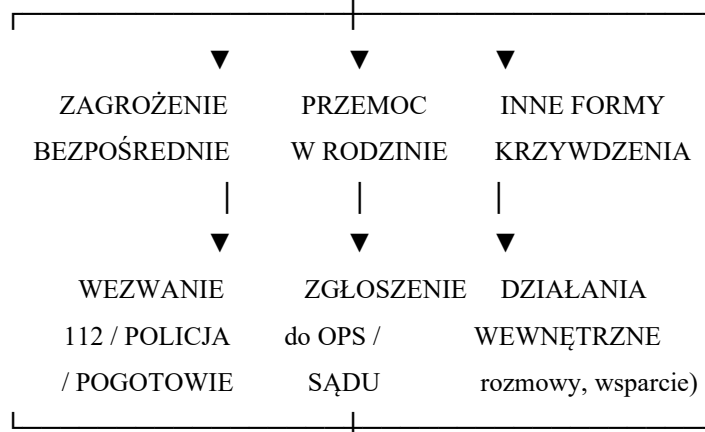 ZAGROŻENIE PRZEMOC INNE FORMY
BEZPOŚREDNIE W RODZINIE KRZYWDZENIA
WEZWANIE ZGŁOSZENIE DZIAŁANIA
112 / POLICJA do OPS / WEWNĘTRZNE
/ POGOTOWIE SĄDU rozmowy, wsparcie)